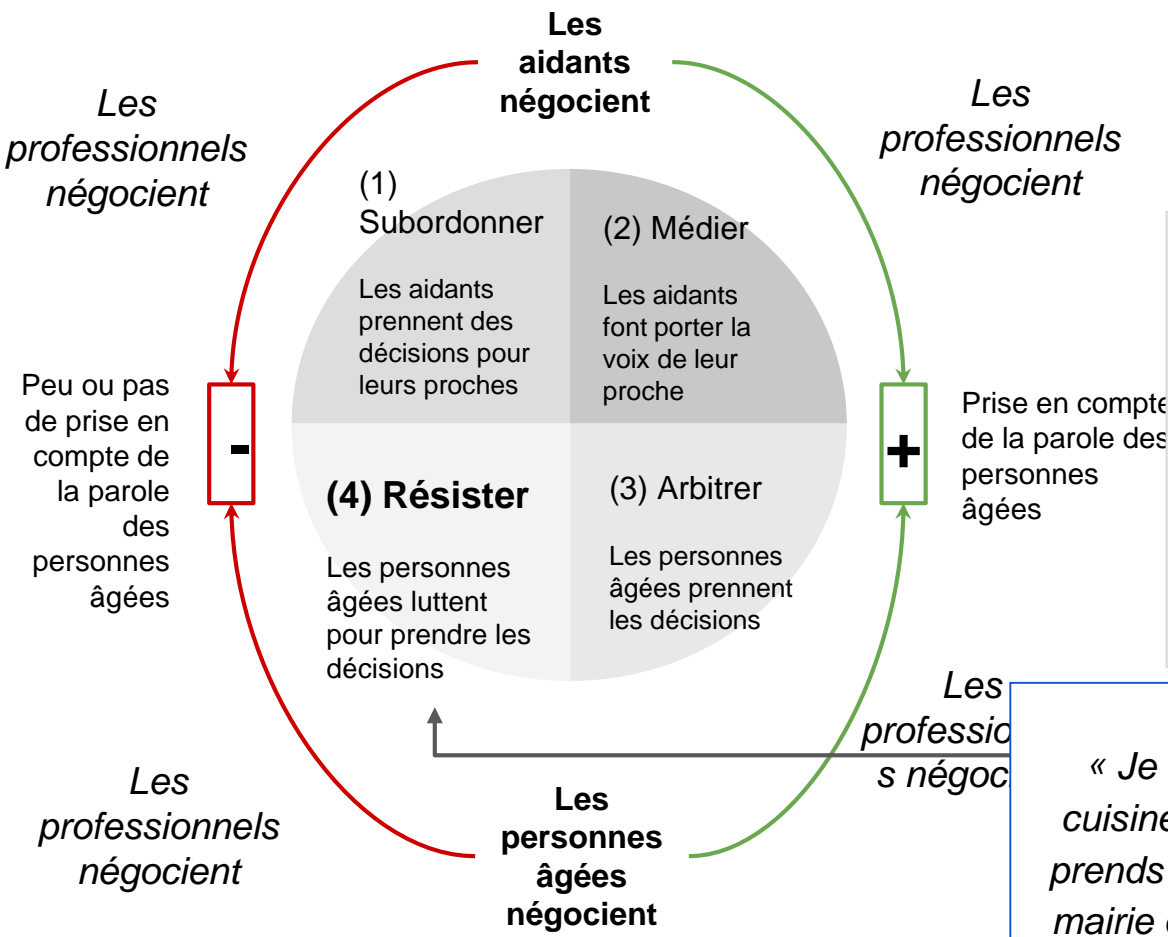 Les
aidants
négocient
Les
professionnels
négocient
Les
professionnels
négocient
(1)
Subordonner
Les aidants
prennent des
décisions pour
leurs proches
(2) Médier
Les aidants
font porter la
voix de leur
proche
Peu ou pas
de prise en
compte de
la parole
des
personnes
âgées
-
+
Prise en compte
de la parole des
personnes
âgées
(4) Résister
Les personnes
âgées luttent
pour prendre les
décisions
(3) Arbitrer
Les personnes
âgées prennent
les décisions
Les
professio
s négoc
Les
professionnels
négocient
Les
personnes
âgées
négocient
« Je
cuisine
prends
mairie